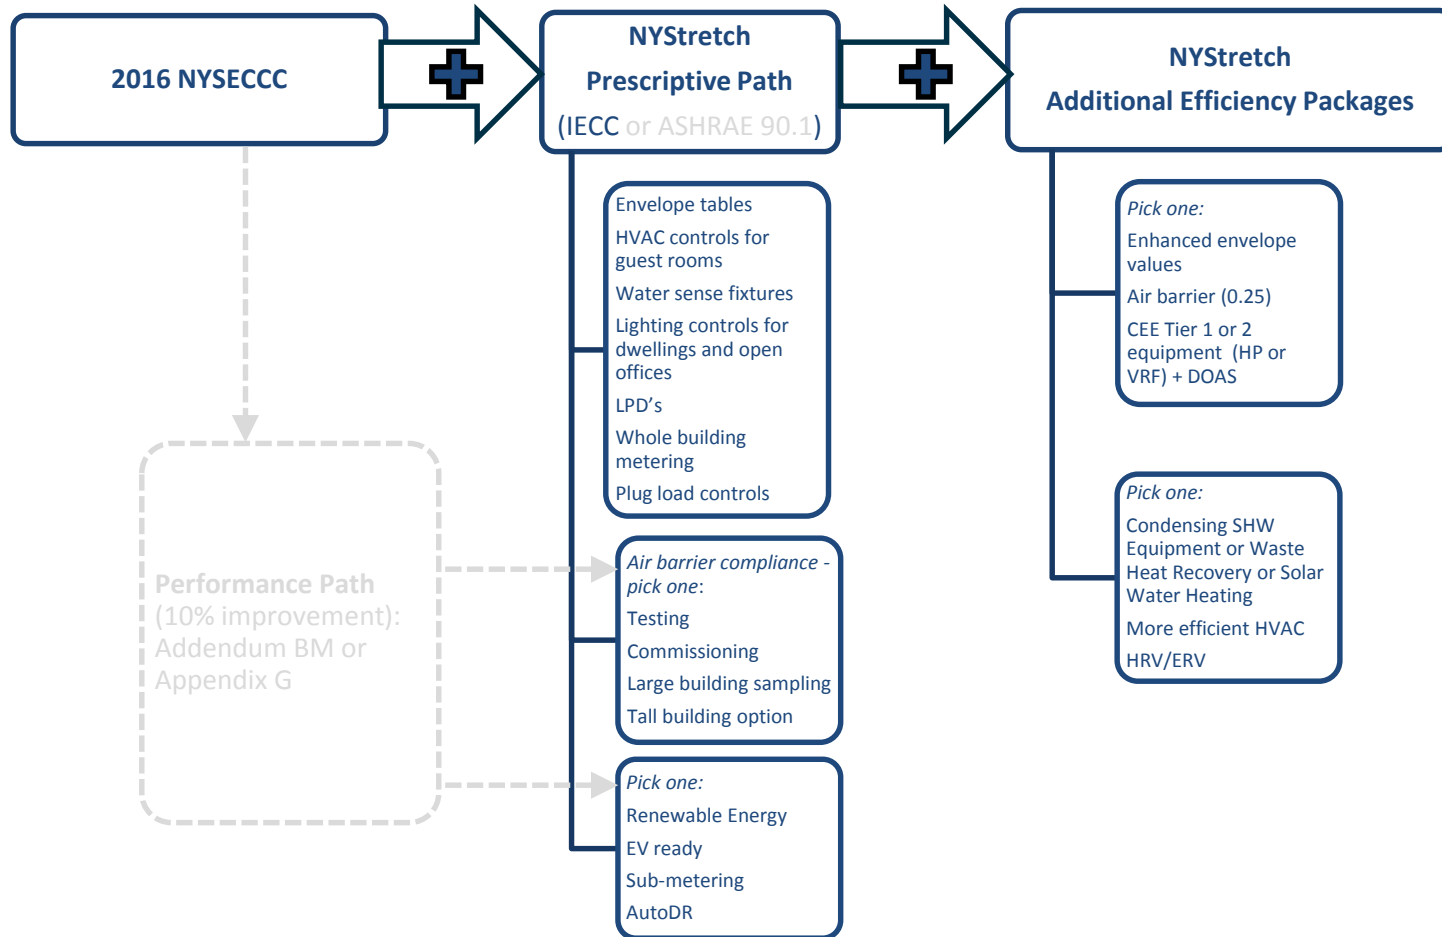 2016 NYSECCC
NYStretch
Prescriptive Path
(IECC or ASHRAE 90.1)
NYStretch
Additional Efficiency Packages
Envelope tables
HVAC controls for
guest rooms
Water sense fixtures
Lighting controls for
dwellings and open
offices
LPD's
Whole building
metering
Plug load controls
Air barrier compliance -
pick one:
Testing
Commissioning
Large building sampling
Tall building option
Pick one:
Renewable Energy
EV ready
Sub-metering
AutoDR
Pick one:
Enhanced envelope
values
Air barrier (0.25)
CEE Tier 1 or 2
equipment (HP or
VRF) + DOAS
Pick one:
Condensing SHW
Equipment or Waste
Heat Recovery or Solar
Water Heating
More efficient HVAC
HRV/ERV
Performance Path
(10% improvement):
Addendum BM or
Appendix G